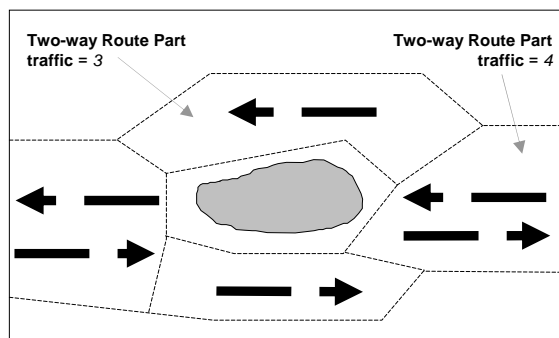 Two-way Route Part
traffic = 3
Two-way Route Part
traffic = 4